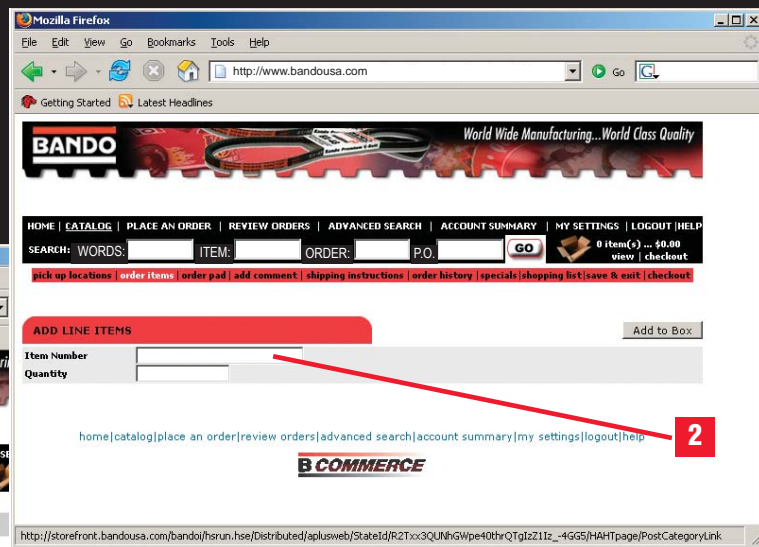 Mozilla Firefox
File Edit View Go Bookmarks Tools Help
http://www.bandousa.com Go G
Getting Started Latest Headlines
BANDO
World Wide Manufacturing...World Class Quality
HOME | CATALOG | PLACE AN ORDER | REVIEW ORDERS | ADVANCED SEARCH | ACCOUNT SUMMARY | MY SETTINGS | LOGOUT |HELP
SEARCH: WORDS: ITEM: ORDER: P.O. GO 0 item(s) ... $0.00
view | checkout
pick up locations | order items | order pad | add comment | shipping instructions | order history | specials |shopping list|save & exit |checkout
ADD LINE ITEMS
Add to Box
Item Number
Quantity
2
home|catalog|place an order|review orders|advanced search|account summary|my settings|logout|help
B COMMERCE
http://storefront.bandousa.com/bandoi/hsrun.hse/Distributed/aplusweb/StateId/R2Txx3QUNhGWpe40thrQTgIzZ1Iz_-4GG5/HAHTpage/PostCategoryLink